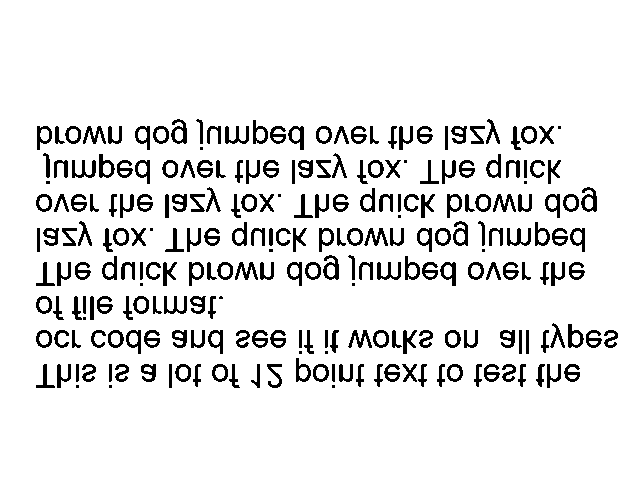 This is a lot of 12 point text to test the
ocr code and see if it works on  all types
of file format.
The quick brown dog jumped over the
lazy fox. The quick brown dog jumped
over the lazy fox. The quick brown dog
jumped over the lazy fox. The quick
brown dog jumped over the lazy fox.